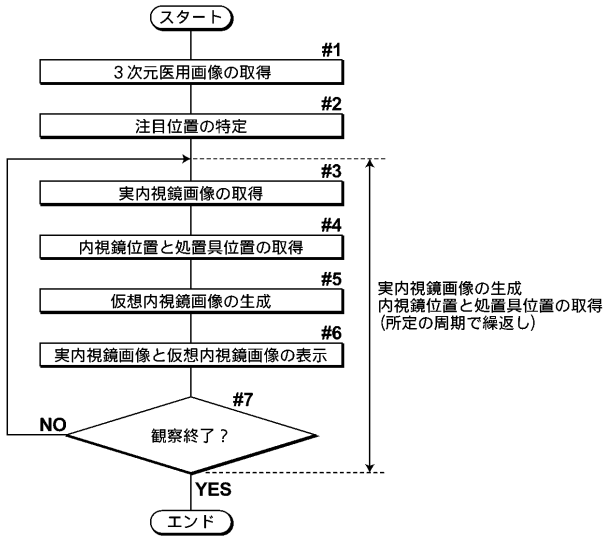 スタート
#1
3次元医用画像の取得
#2
注目位置の特定
#3
実内視鏡画像の取得
#4
内視鏡位置と処置具位置の取得
#5
仮想内視鏡画像の生成
#6
実内視鏡画像と仮想内視鏡画像の表示
#7
観察終了?
NO
YES
エンド
実内視鏡画像の生成
内視鏡位置と処置具位置の取得
(所定の周期で繰返し)